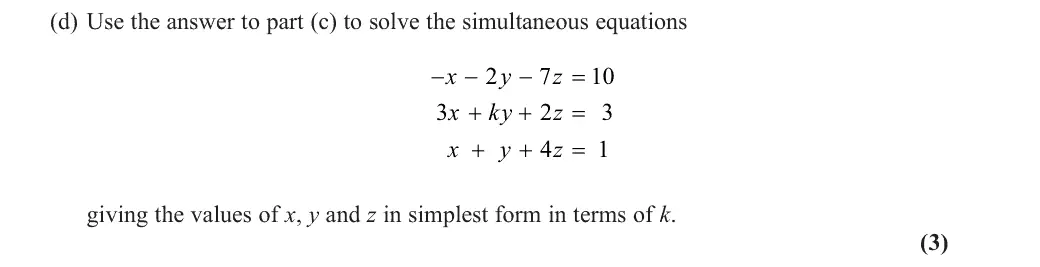 (d) Use the answer to part (c) to solve the simultaneous equations
−x − 2y − 7z = 10
3x + ky + 2z = 3
x + y + 4z = 1
giving the values of x, y and z in simplest form in terms of k.
(3)